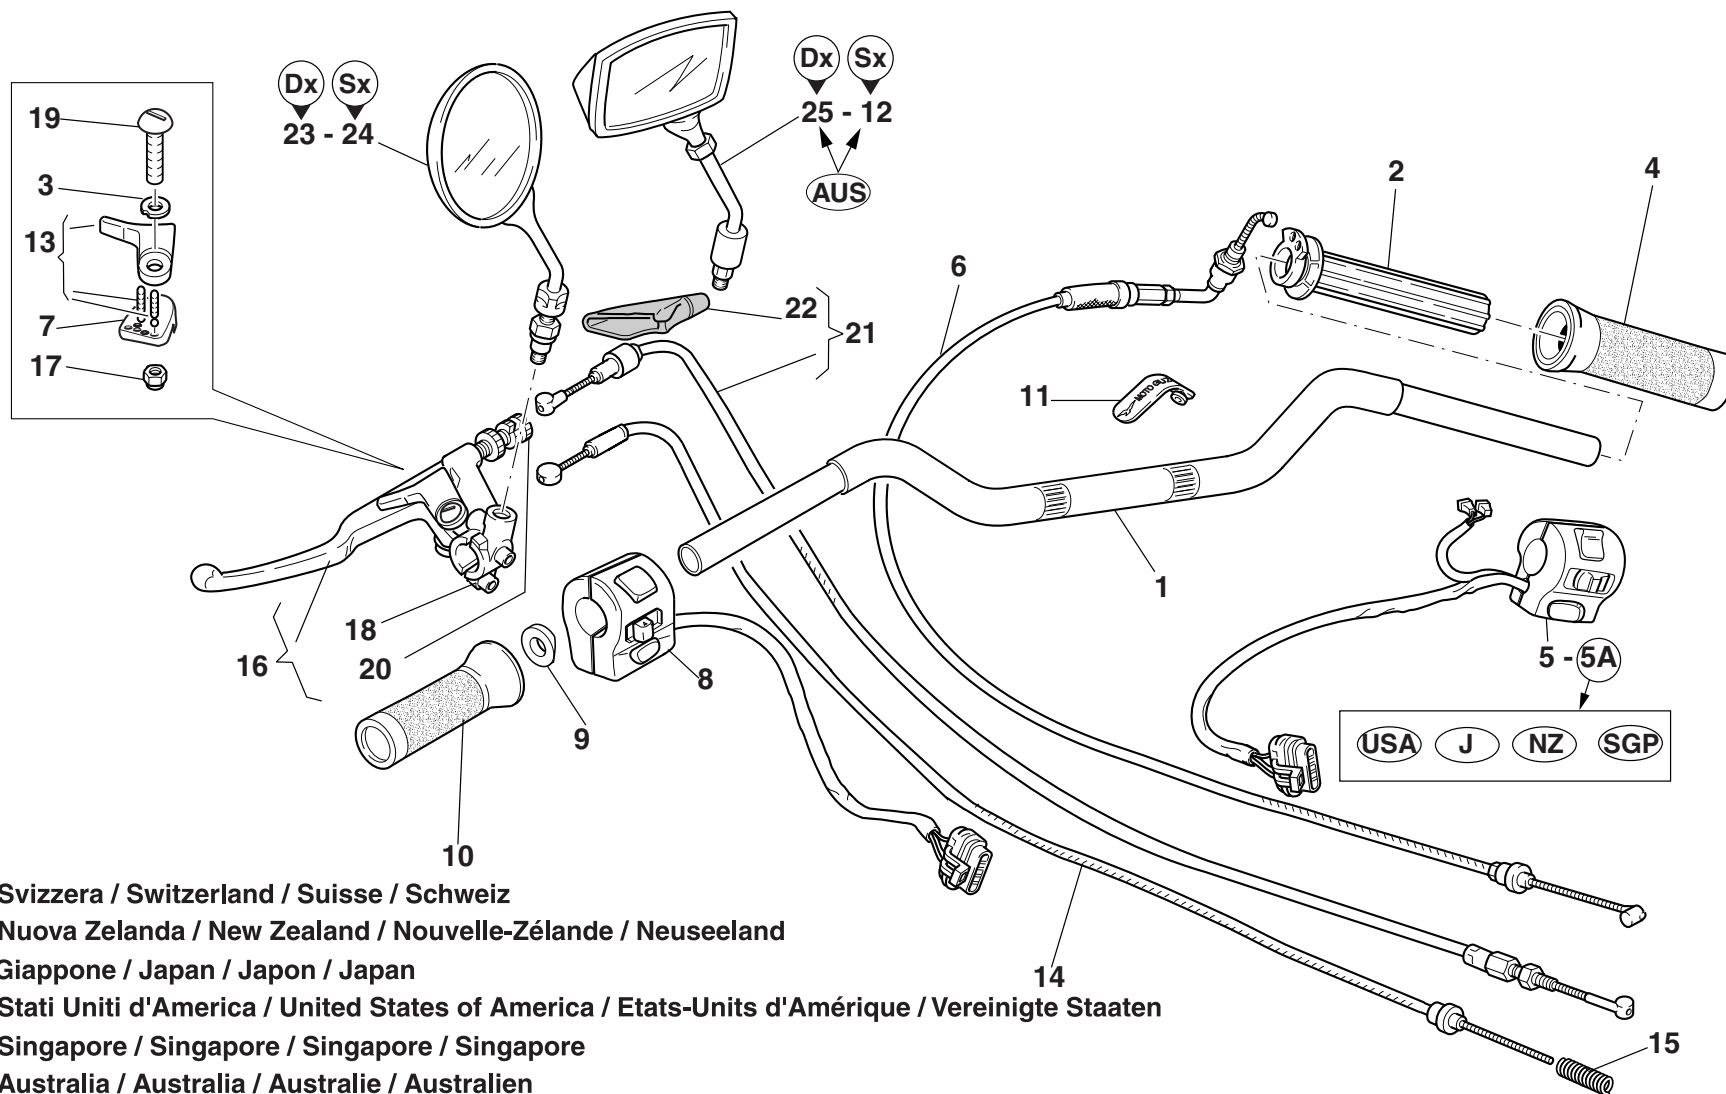 Dx Sx
25 - 12
AUS
Dx Sx
23 - 24
19
3
13
7
17
2
4
6
22
21
11
MOTO GUZZI
1
18
16
20
8
9
10
5 - 5A
USA J NZ SGP
14
15
Svizzera / Switzerland / Suisse / Schweiz
Nuova Zelanda / New Zealand / Nouvelle-Zélande / Neuseeland
Giappone / Japan / Japon / Japan
Stati Uniti d'America / United States of America / Etats-Units d'Amérique / Vereinigte Staaten
Singapore / Singapore / Singapore / Singapore
Australia / Australia / Australie / Australien